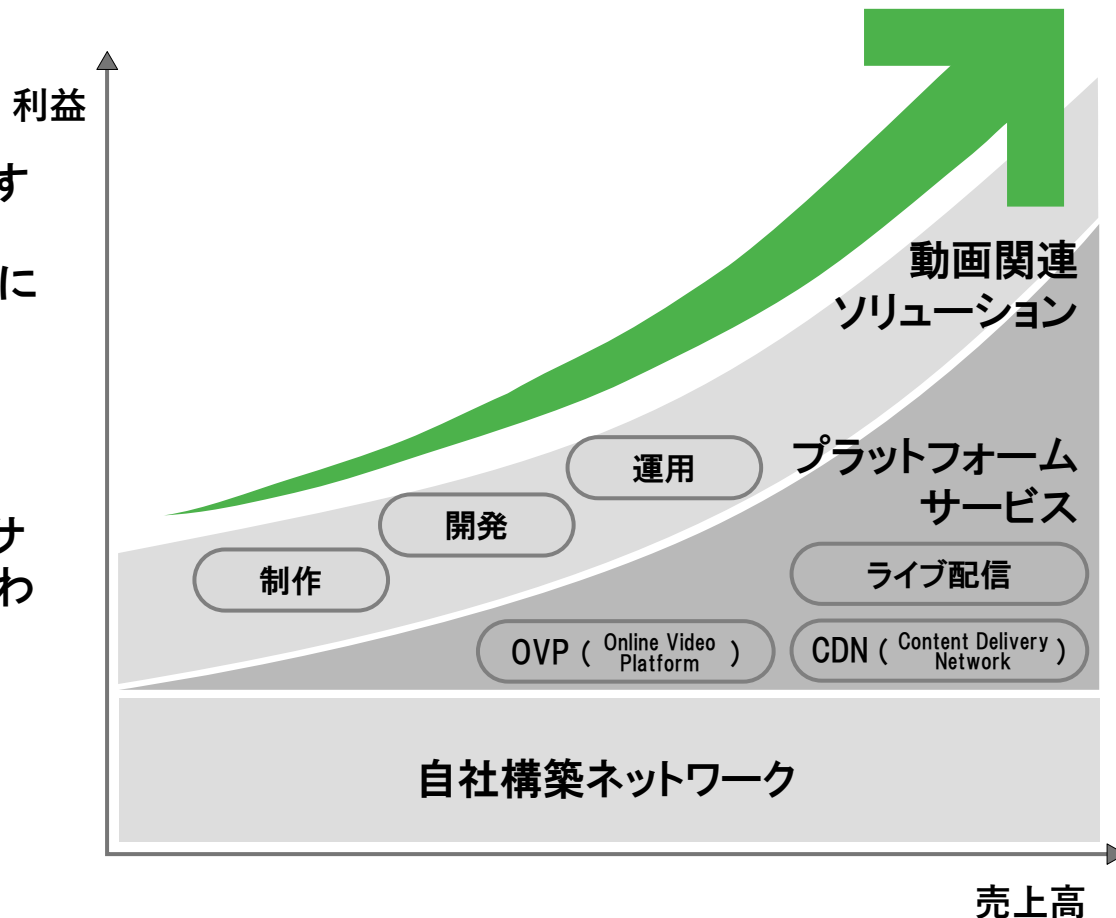 利益
す
に
サ
わ
動画関連
ソリューション
プラットフォーム
サービス
運用
開発
制作
ライブ配信
OVP ( Online Video Platform )
CDN ( Content Delivery Network )
自社構築ネットワーク
売上高